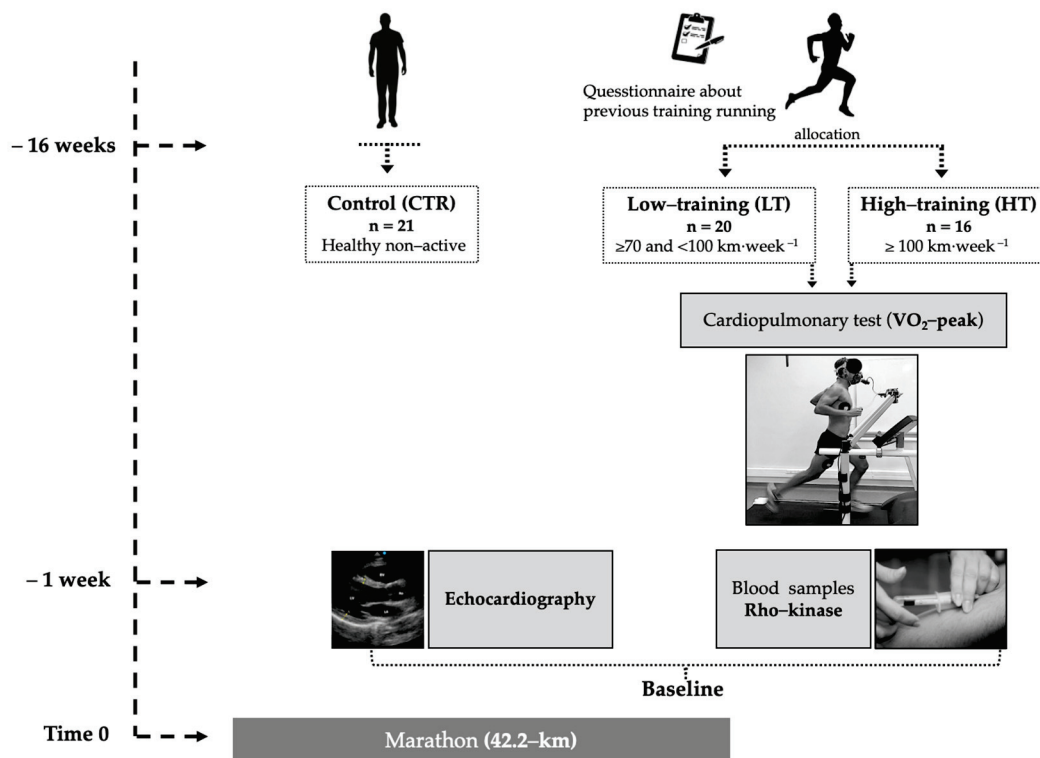 Quesstionnaire about
previous training running
allocation
– 16 weeks
Control (CTR)
n = 21
Healthy non–active
Low–training (LT)
n = 20
≥70 and <100 km·week⁻¹
High–training (HT)
n = 16
≥ 100 km·week⁻¹
Cardiopulmonary test (VO₂–peak)
– 1 week
Echocardiography
Blood samples
Rho–kinase
Baseline
Time 0
Marathon (42.2–km)